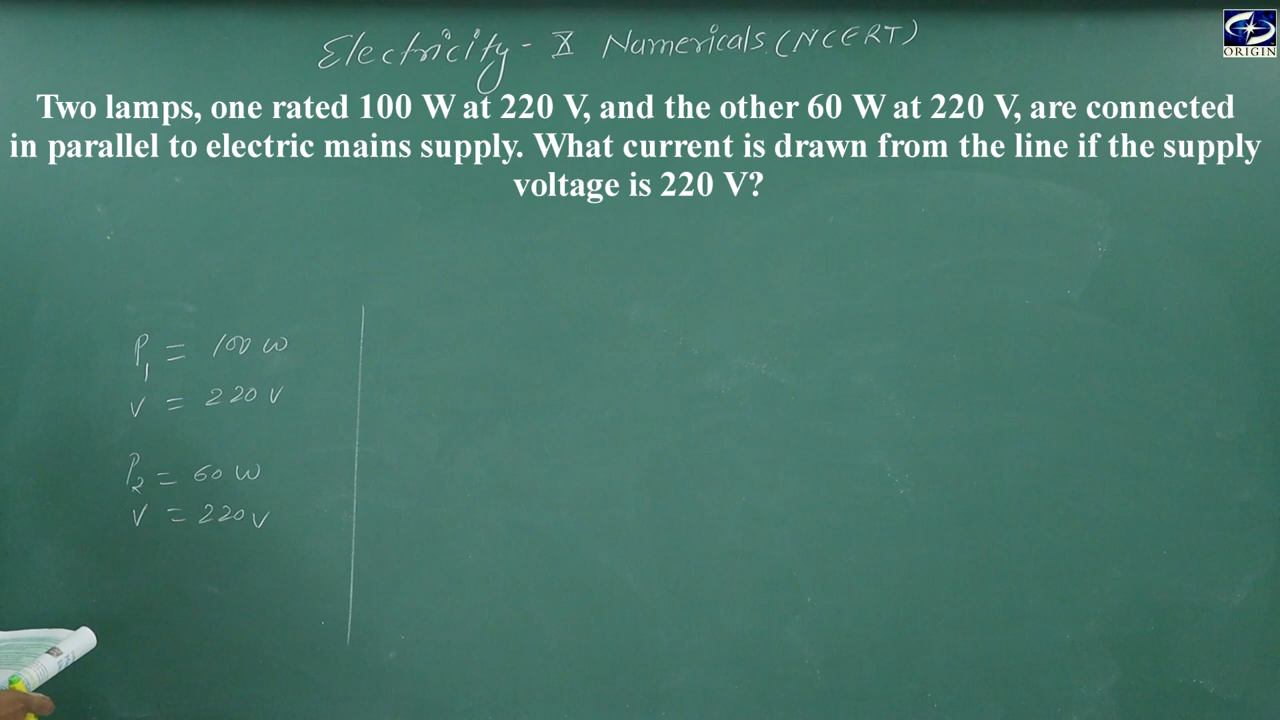 Electricity - X Numericals (NCERT)
ORIGIN
Two lamps, one rated 100 W at 220 V, and the other 60 W at 220 V, are connected
in parallel to electric mains supply. What current is drawn from the line if the supply
voltage is 220 V?
P₁ = 100 W
V = 220 V
P₂ = 60 W
V = 220 V